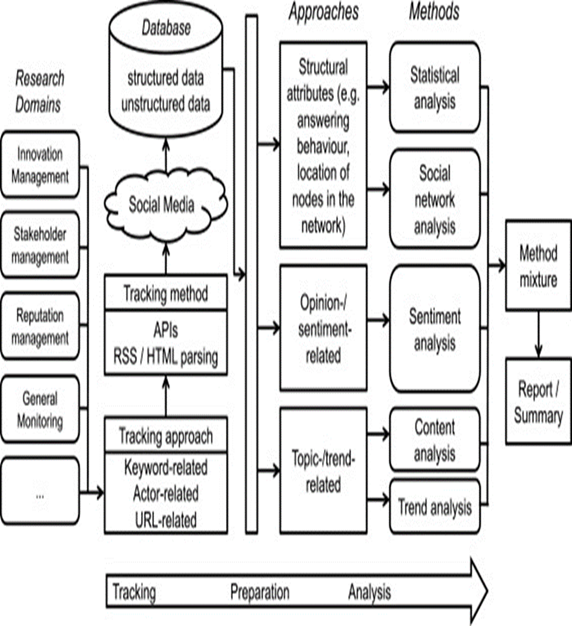 Research
Domains
Innovation
Management
Stakeholder
management
Reputation
management
General
Monitoring
...
Database
structured data
unstructured data
Social Media
Tracking method
APIs
RSS / HTML parsing
Tracking approach
Keyword-related
Actor-related
URL-related
Approaches
Structural
attributes (e.g.
answering
behaviour,
location of
nodes in the
network)
Opinion-/
sentiment-
related
Topic-/trend-
related
Methods
Statistical
analysis
Social
network
analysis
Sentiment
analysis
Content
analysis
Trend analysis
Method
mixture
Report /
Summary
Tracking Preparation Analysis